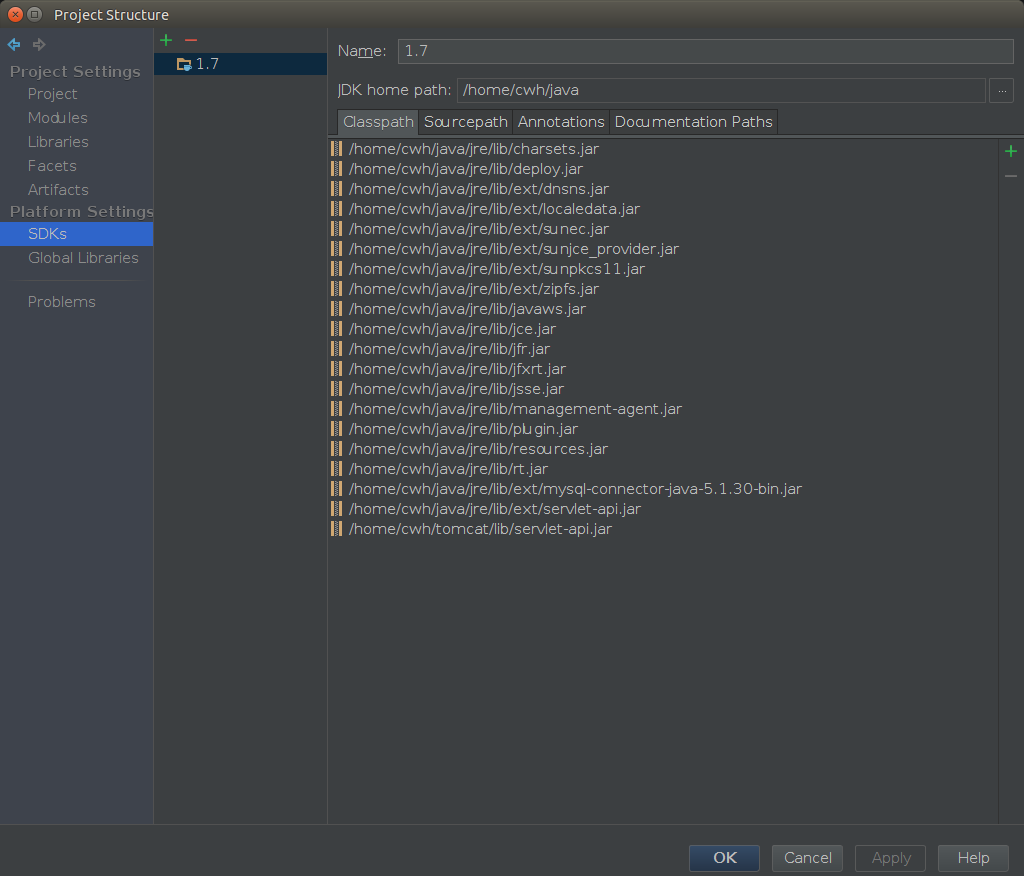 Project Structure
Project Settings
Project
Modules
Libraries
Facets
Artifacts
Platform Settings
SDKs
Global Libraries
Problems
1.7
Name: 1.7
JDK home path: /home/cwh/java ...
Classpath Sourcepath Annotations Documentation Paths
/home/cwh/java/jre/lib/charsets.jar
/home/cwh/java/jre/lib/deploy.jar
/home/cwh/java/jre/lib/ext/dnsns.jar
/home/cwh/java/jre/lib/ext/localedata.jar
/home/cwh/java/jre/lib/ext/sunec.jar
/home/cwh/java/jre/lib/ext/sunjce_provider.jar
/home/cwh/java/jre/lib/ext/sunpkcs11.jar
/home/cwh/java/jre/lib/ext/zipfs.jar
/home/cwh/java/jre/lib/javaws.jar
/home/cwh/java/jre/lib/jce.jar
/home/cwh/java/jre/lib/jfr.jar
/home/cwh/java/jre/lib/jfxrt.jar
/home/cwh/java/jre/lib/jsse.jar
/home/cwh/java/jre/lib/management-agent.jar
/home/cwh/java/jre/lib/plugin.jar
/home/cwh/java/jre/lib/resources.jar
/home/cwh/java/jre/lib/rt.jar
/home/cwh/java/jre/lib/ext/mysql-connector-java-5.1.30-bin.jar
/home/cwh/java/jre/lib/ext/servlet-api.jar
/home/cwh/tomcat/lib/servlet-api.jar
OK Cancel Apply Help